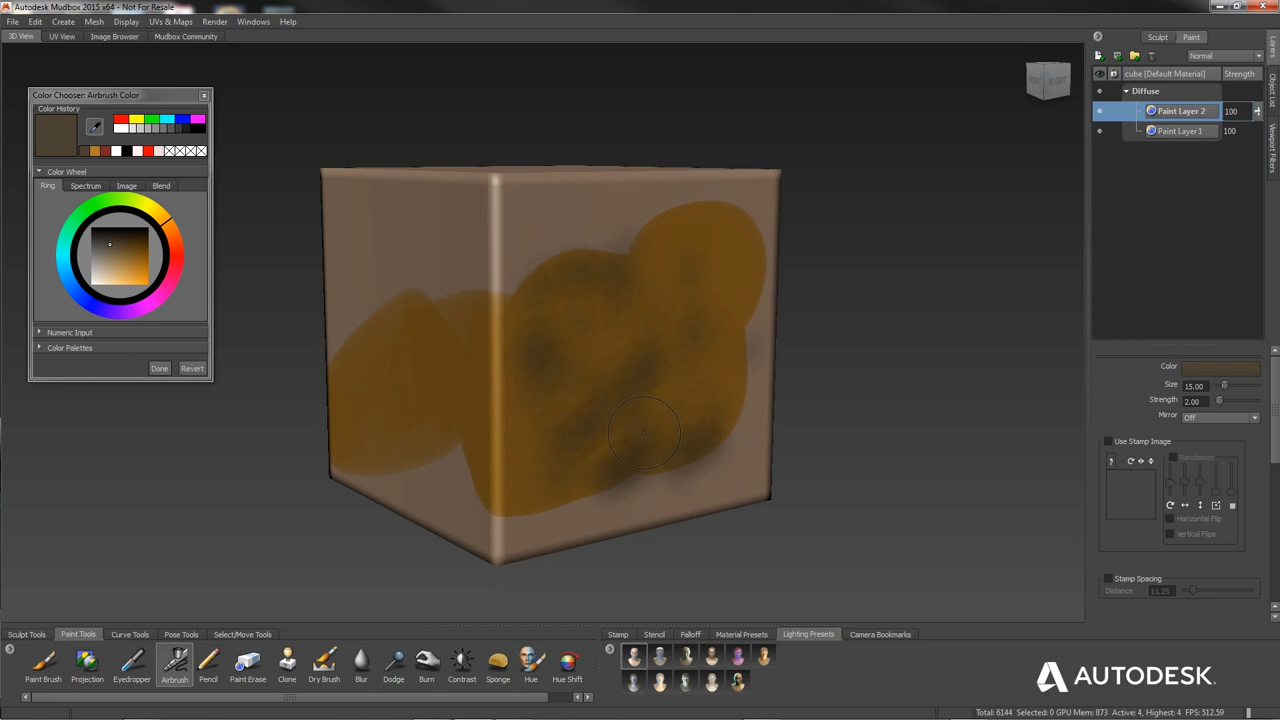 Autodesk Mudbox 2015 x64 - Not For Resale
File Edit Create Mesh Display UVs & Maps Render Windows Help
3D View UV View Image Browser Mudbox Community
Sculpt Paint
Normal
cube [Default Material] Strength
Diffuse
Paint Layer 2 100
Paint Layer 1 100
Layers
Object List
Viewport Filters
RIGHT
Color Chooser: Airbrush Color
Color History
Color Wheel
Ring Spectrum Image Blend
Numeric Input
Color Palettes
Done Revert
Color
Size 15.00
Strength 2.00
Mirror Off
Use Stamp Image
Randomize
Horizontal Flip
Vertical Flips
Stamp Spacing
Distance 11.25
Sculpt Tools Paint Tools Curve Tools Pose Tools Select/Move Tools
Paint Brush Projection Eyedropper Airbrush Pencil Paint Erase Clone Dry Brush Blur Dodge Burn Contrast Sponge Hue Hue Shift
Stamp Stencil Falloff Material Presets Lighting Presets Camera Bookmarks
AUTODESK.
Total: 6144 Selected: 0 GPU Mem: 873 Active: 4, Highest: 4 FPS: 512.59